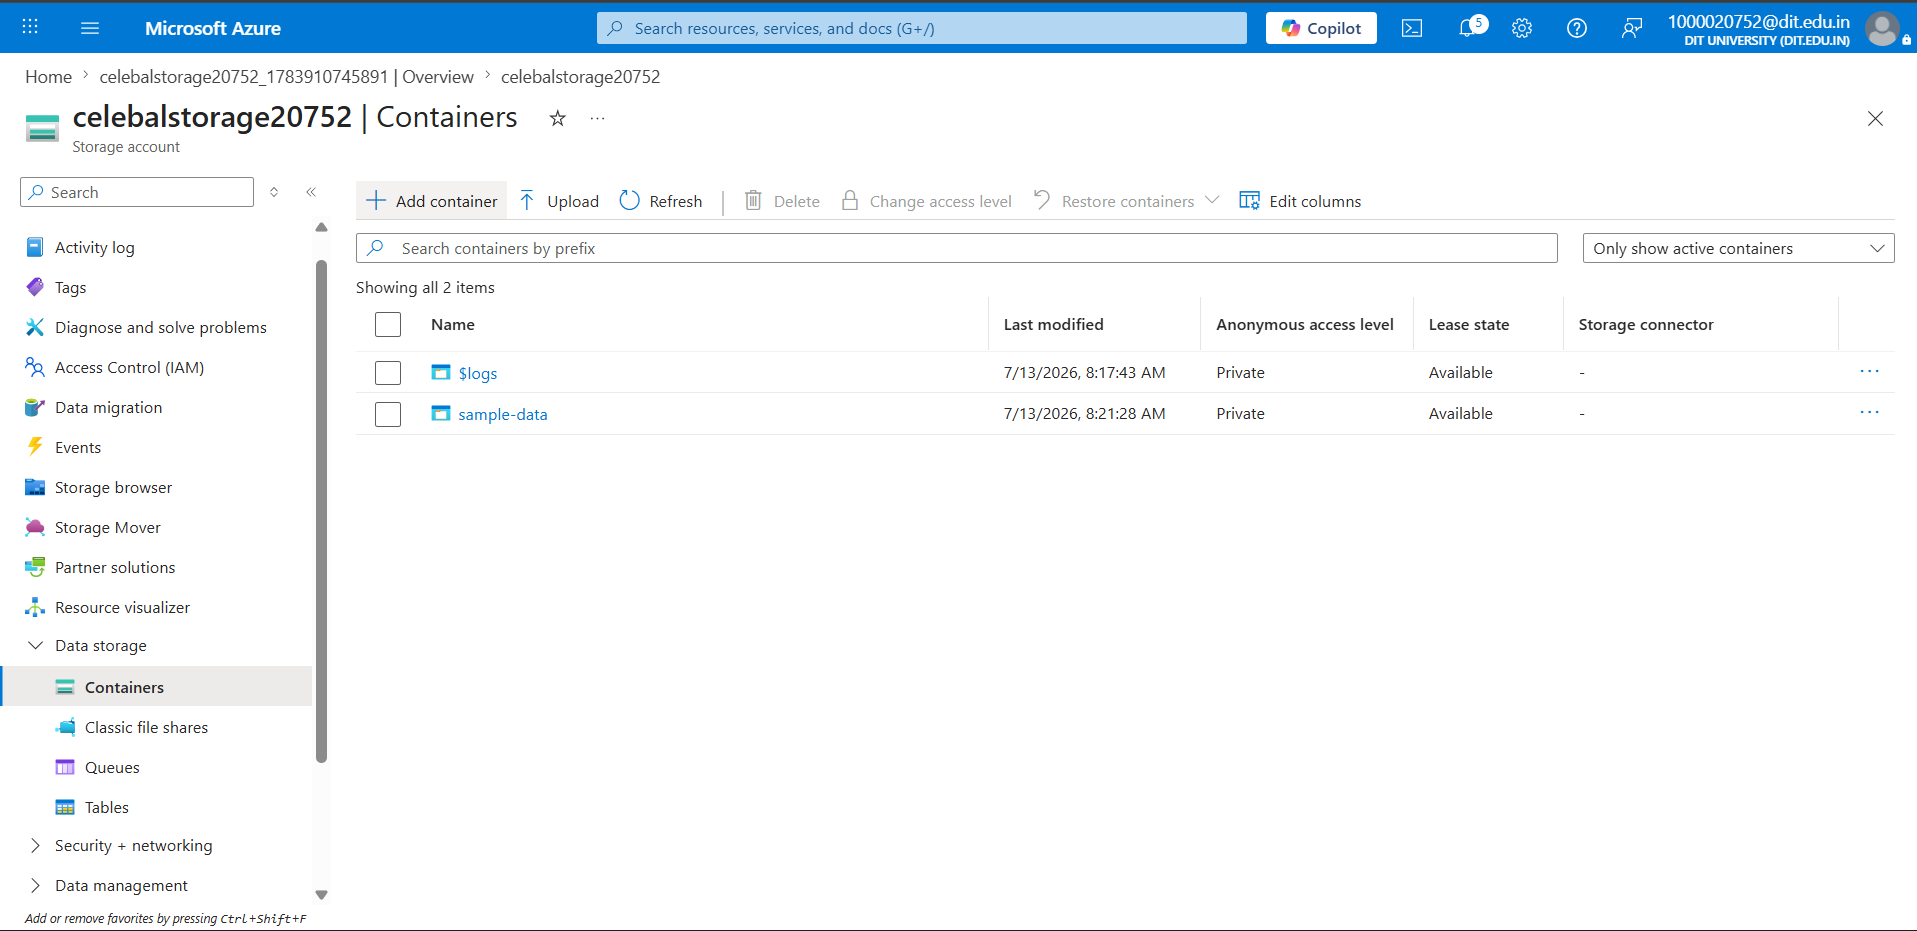 Microsoft Azure
Search resources, services, and docs (G+/)
Copilot
5
1000020752@dit.edu.in
DIT UNIVERSITY (DIT.EDU.IN)
Home > celebalstorage20752_1783910745891 | Overview > celebalstorage20752
celebalstorage20752 | Containers
Storage account
Search
Activity log
Tags
Diagnose and solve problems
Access Control (IAM)
Data migration
Events
Storage browser
Storage Mover
Partner solutions
Resource visualizer
Data storage
Containers
Classic file shares
Queues
Tables
Security + networking
Data management
Add or remove favorites by pressing Ctrl+Shift+F
Add container Upload Refresh Delete Change access level Restore containers Edit columns
Search containers by prefix
Only show active containers
Showing all 2 items
Name Last modified Anonymous access level Lease state Storage connector
$logs 7/13/2026, 8:17:43 AM Private Available -
sample-data 7/13/2026, 8:21:28 AM Private Available -